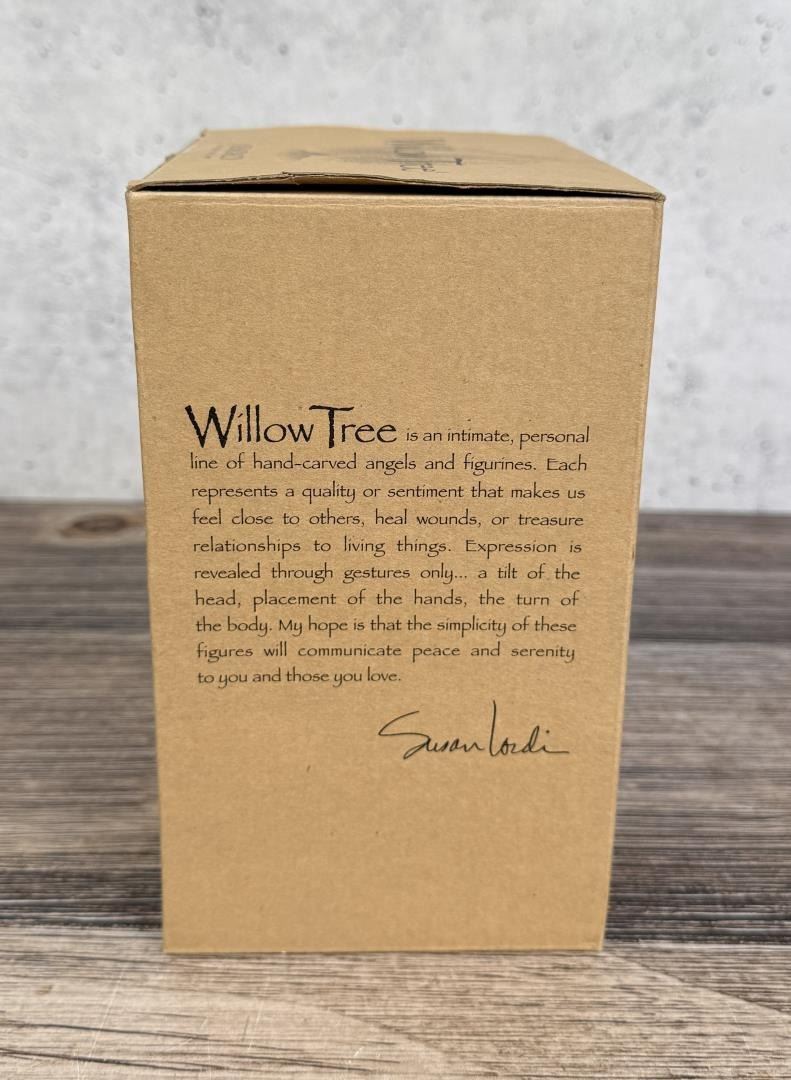 Willow Tree
Willow Tree is an intimate, personal
line of hand-carved angels and figurines. Each
represents a quality or sentiment that makes us
feel close to others, heal wounds, or treasure
relationships to living things. Expression is
revealed through gestures only... a tilt of the
head, placement of the hands, the turn of
the body. My hope is that the simplicity of these
figures will communicate peace and serenity
to you and those you love.
Susan Lordi